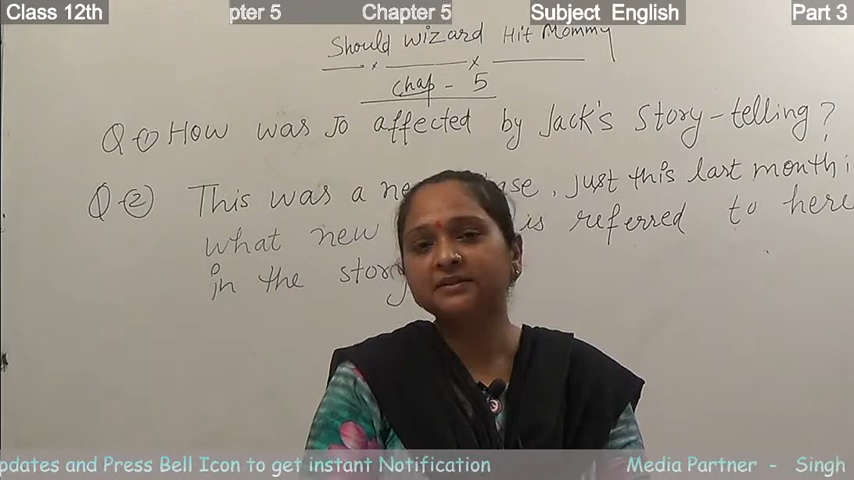 Class 12th
pter 5
Chapter 5
Subject English
Part 3
Should wizard Hit Mommy
Chap - 5
Q ① How was Jo affected by Jack's Story-telling?
Q ② This was a ne ase, just this last month i
what new is referred to here
in the story
pdates and Press Bell Icon to get instant Notification
Media Partner - Singh